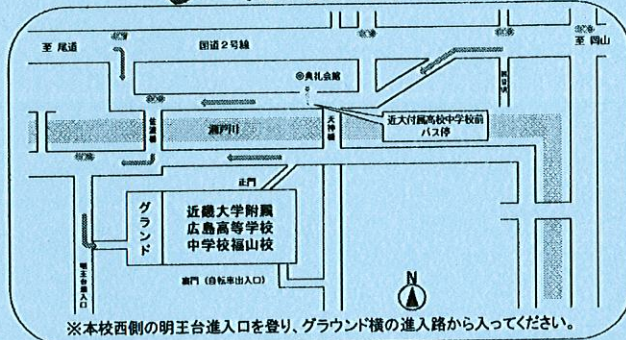 至 尾道
国道2号線
至 岡山
◎典礼会館
近大付属高校中学校前
バス停
佐波橋
瀬戸川
天神橋
正門
グランド
近畿大学附属
広島高等学校
中学校福山校
裏門（自転車出入口）
明王台進入口
N
※本校西側の明王台進入口を登り、グラウンド横の進入路から入ってください。